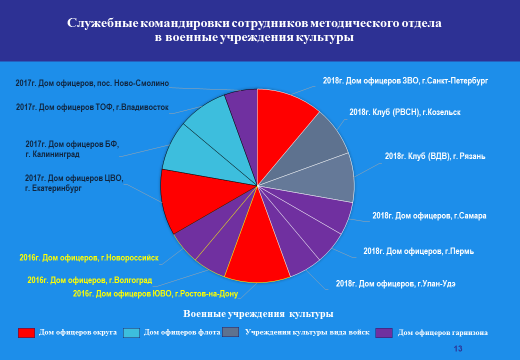 Служебные командировки сотрудников методического отдела
в военные учреждения культуры
2017г. Дом офицеров, пос. Ново-Смолино
2018г. Дом офицеров ЗВО, г.Санкт-Петербург
2017г. Дом офицеров ТОФ, г.Владивосток
2018г. Клуб (РВСН), г.Козельск
2017г. Дом офицеров БФ,
г. Калининград
2018г. Клуб (ВДВ), г. Рязань
2017г. Дом офицеров ЦВО,
г. Екатеринбург
2018г. Дом офицеров, г.Самара
2018г. Дом офицеров, г.Пермь
2016г. Дом офицеров, г.Новороссийск
2016г. Дом офицеров, г.Волгоград
2018г. Дом офицеров, г.Улан-Удэ
2016г. Дом офицеров ЮВО, г.Ростов-на-Дону
Военные учреждения культуры
Дом офицеров округа
Дом офицеров флота
Учреждения культуры вида войск
Дом офицеров гарнизона
13